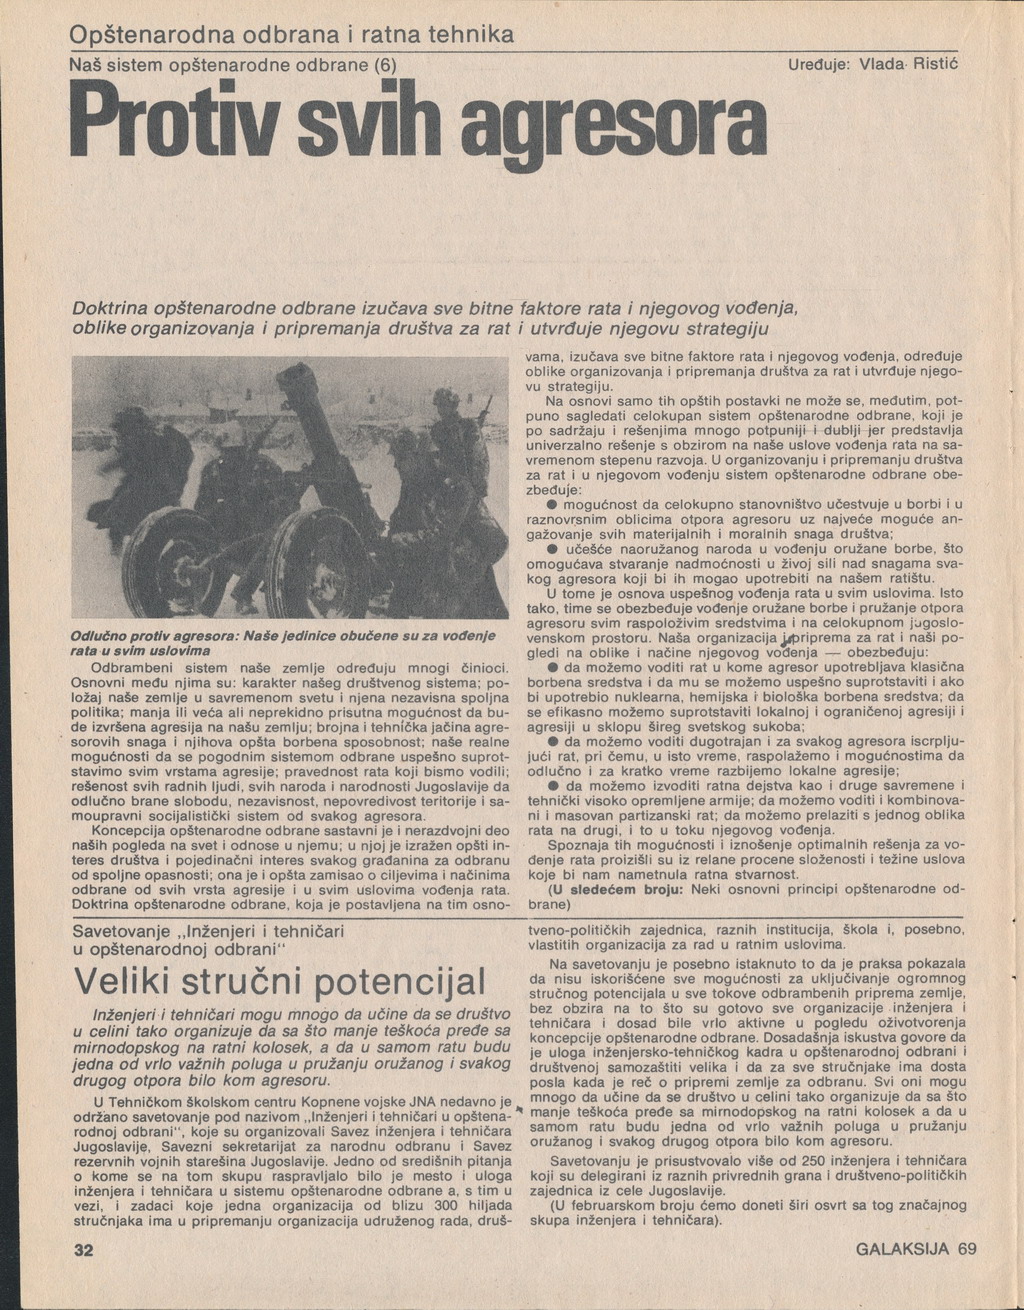 Opštenarodna odbrana i ratna tehnika
Naš sistem opštenarodne odbrane (6)
Uređuje: Vlada Ristić
Protiv svih agresora
Doktrina opštenarodne odbrane izučava sve bitne faktore rata i njegovog vođenja,
oblike organizovanja i pripremanja društva za rat i utvrđuje njegovu strategiju
Odlučno protiv agresora: Naše jedinice obučene su za vođenje
rata u svim uslovima
Odbrambeni sistem naše zemlje određuju mnogi činioci.
Osnovni među njima su: karakter našeg društvenog sistema; po-
ložaj naše zemlje u savremenom svetu i njena nezavisna spoljna
politika; manja ili veća ali neprekidno prisutna mogućnost da bu-
de izvršena agresija na našu zemlju; brojna i tehnička jačina agre-
sorovih snaga i njihova opšta borbena sposobnost; naše realne
mogućnosti da se pogodnim sistemom odbrane uspešno suprot-
stavimo svim vrstama agresije; pravednost rata koji bismo vodili;
rešenost svih radnih ljudi, svih naroda i narodnosti Jugoslavije da
odlučno brane slobodu, nezavisnost, nepovredivost teritorije i sa-
moupravni socijalistički sistem od svakog agresora.
Koncepcija opštenarodne odbrane sastavni je i nerazdvojni deo
naših pogleda na svet i odnose u njemu; u njoj je izražen opšti in-
teres društva i pojedinačni interes svakog građanina za odbranu
od spoljne opasnosti; ona je i opšta zamisao o ciljevima i načinima
odbrane od svih vrsta agresije i u svim uslovima vođenja rata.
Doktrina opštenarodne odbrane, koja je postavljena na tim osno-
vama, izučava sve bitne faktore rata i njegovog vođenja, određuje
oblike organizovanja i pripremanja društva za rat i utvrđuje njego-
vu strategiju.
Na osnovi samo tih opštih postavki ne može se, međutim, pot-
puno sagledati celokupan sistem opštenarodne odbrane, koji je
po sadržaju i rešenjima mnogo potpuniji i dublji jer predstavlja
univerzalno rešenje s obzirom na naše uslove vođenja rata na sa-
vremenom stepenu razvoja. U organizovanju i pripremanju društva
za rat i u njegovom vođenju sistem opštenarodne odbrane obe-
zbeđuje:
● mogućnost da celokupno stanovništvo učestvuje u borbi i u
raznovrsnim oblicima otpora agresoru uz najveće moguće an-
gažovanje svih materijalnih i moralnih snaga društva;
● učešće naoružanog naroda u vođenju oružane borbe, što
omogućava stvaranje nadmoćnosti u živoj sili nad snagama sva-
kog agresora koji bi ih mogao upotrebiti na našem ratištu.
U tome je osnova uspešnog vođenja rata u svim uslovima. Isto
tako, time se obezbeđuje vođenje oružane borbe i pružanje otpora
agresoru svim raspoloživim sredstvima i na celokupnom jugoslo-
venskom prostoru. Naša organizacija priprema za rat i naši po-
gledi na oblike i načine njegovog vođenja — obezbeđuju:
● da možemo voditi rat u kome agresor upotrebljava klasična
borbena sredstva i da mu se možemo uspešno suprotstaviti i ako
bi upotrebio nuklearna, hemijska i biološka borbena sredstva; da
se efikasno možemo suprotstaviti lokalnoj i ograničenoj agresiji i
agresiji u sklopu šireg svetskog sukoba;
● da možemo voditi dugotrajan i za svakog agresora iscrplju-
jući rat, pri čemu, u isto vreme, raspolažemo i mogućnostima da
odlučno i za kratko vreme razbijemo lokalne agresije;
● da možemo izvoditi ratna dejstva kao i druge savremene i
tehnički visoko opremljene armije; da možemo voditi i kombinova-
ni i masovan partizanski rat; da možemo prelaziti s jednog oblika
rata na drugi, i to u toku njegovog vođenja.
Spoznaja tih mogućnosti i iznošenje optimalnih rešenja za vo-
đenje rata proizišli su iz relane procene složenosti i težine uslova
koje bi nam nametnula ratna stvarnost.
(U sledećem broju: Neki osnovni principi opštenarodne od-
brane)
Savetovanje „Inženjeri i tehničari
u opštenarodnoj odbrani“
Veliki stručni potencijal
Inženjeri i tehničari mogu mnogo da učine da se društvo
u celini tako organizuje da sa što manje teškoća pređe sa
mirnodopskog na ratni kolosek, a da u samom ratu budu
jedna od vrlo važnih poluga u pružanju oružanog i svakog
drugog otpora bilo kom agresoru.
U Tehničkom školskom centru Kopnene vojske JNA nedavno je
održano savetovanje pod nazivom „Inženjeri i tehničari u opštena-
rodnoj odbrani“, koje su organizovali Savez inženjera i tehničara
Jugoslavije, Savezni sekretarijat za narodnu odbranu i Savez
rezervnih vojnih starešina Jugoslavije. Jedno od središnih pitanja
o kome se na tom skupu raspravljalo bilo je mesto i uloga
inženjera i tehničara u sistemu opštenarodne odbrane a, s tim u
vezi, i zadaci koje jedna organizacija od blizu 300 hiljada
stručnjaka ima u pripremanju organizacija udruženog rada, druš-
tveno-političkih zajednica, raznih institucija, škola i, posebno,
vlastitih organizacija za rad u ratnim uslovima.
Na savetovanju je posebno istaknuto to da je praksa pokazala
da nisu iskorišćene sve mogućnosti za uključivanje ogromnog
stručnog potencijala u sve tokove odbrambenih priprema zemlje,
bez obzira na to što su gotovo sve organizacije inženjera i
tehničara i dosad bile vrlo aktivne u pogledu oživotvorenja
koncepcije opštenarodne odbrane. Dosadašnja iskustva govore da
je uloga inženjersko-tehničkog kadra u opštenarodnoj odbrani i
društvenoj samozaštiti velika i da za sve stručnjake ima dosta
posla kada je reč o pripremi zemlje za odbranu. Svi oni mogu
mnogo da učine da se društvo u celini tako organizuje da sa što
manje teškoća pređe sa mirnodopskog na ratni kolosek a da u
samom ratu budu jedna od vrlo važnih poluga u pružanju
oružanog i svakog drugog otpora bilo kom agresoru.
Savetovanju je prisustvovalo više od 250 inženjera i tehničara
koji su delegirani iz raznih privrednih grana i društveno-političkih
zajednica iz cele Jugoslavije.
(U februarskom broju ćemo doneti širi osvrt sa tog značajnog
skupa inženjera i tehničara).
32
GALAKSIJA 69